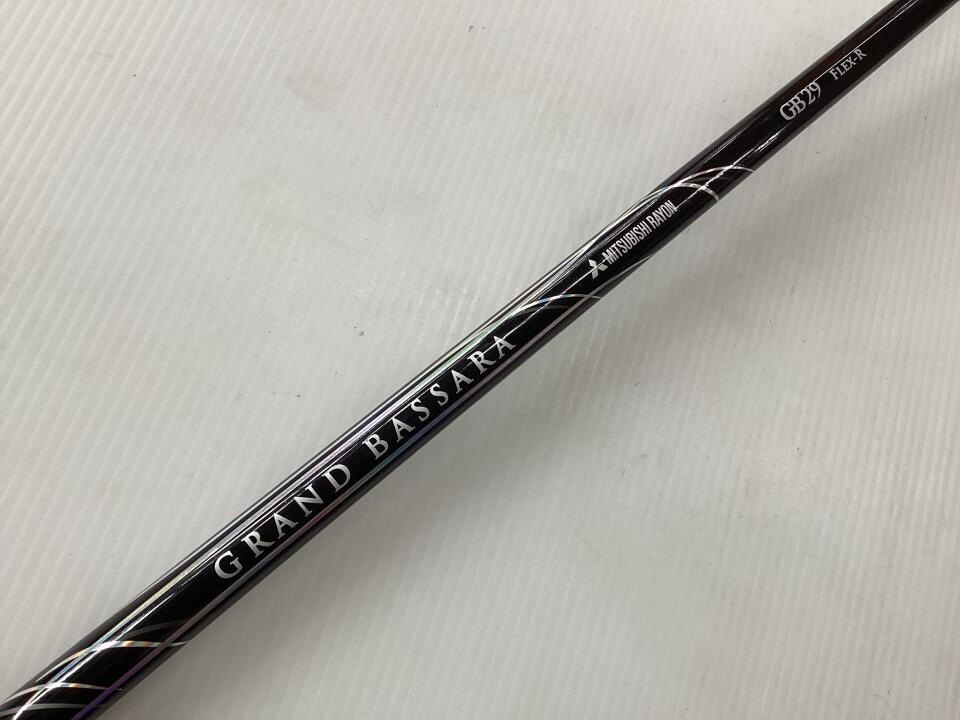 GRAND BASSARA
MITSUBISHI RAYON
GB29 FLEX-R